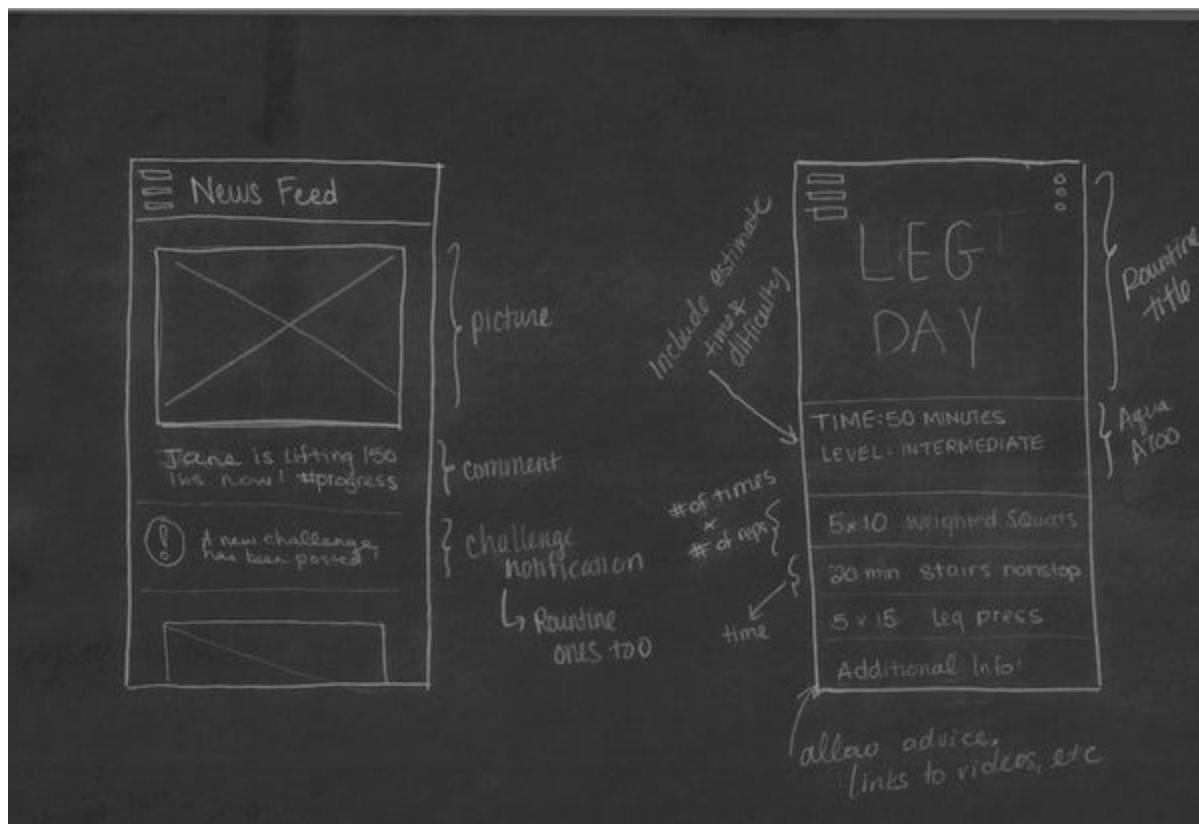 News Feed
picture
Jane is lifting 150
lbs now! #progress
comment
! A new challenge
has been posted!
challenge
notification
Rountine
ones too
LEG
DAY
Rountine
title
Include estimate
time &
difficulty
TIME: 50 MINUTES
LEVEL: INTERMEDIATE
Aqua
A700
# of times
# of reps
5x10 Weighted Squats
20 min Stairs nonstop
time
5 x 15 Leg press
Additional Info:
allow advice,
links to videos, etc